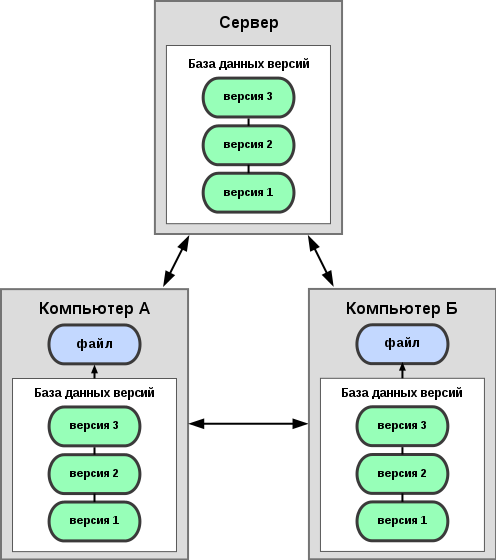 Сервер
База данных версий
версия 3
версия 2
версия 1
Компьютер А
файл
База данных версий
версия 3
версия 2
версия 1
Компьютер Б
файл
База данных версий
версия 3
версия 2
версия 1